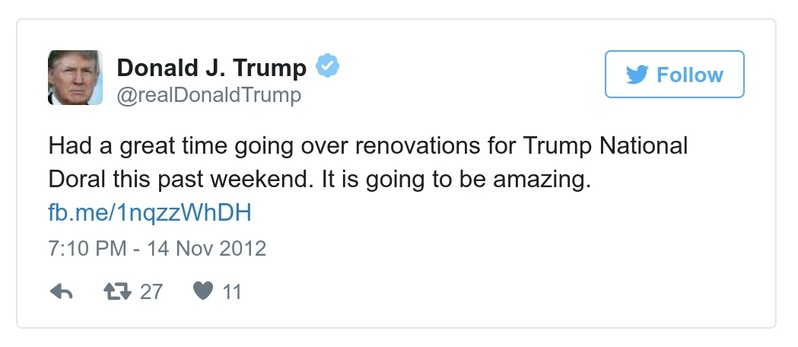 Donald J. Trump
@realDonaldTrump
Follow
Had a great time going over renovations for Trump National
Doral this past weekend. It is going to be amazing.
fb.me/1nqzzWhDH
7:10 PM - 14 Nov 2012
27 11